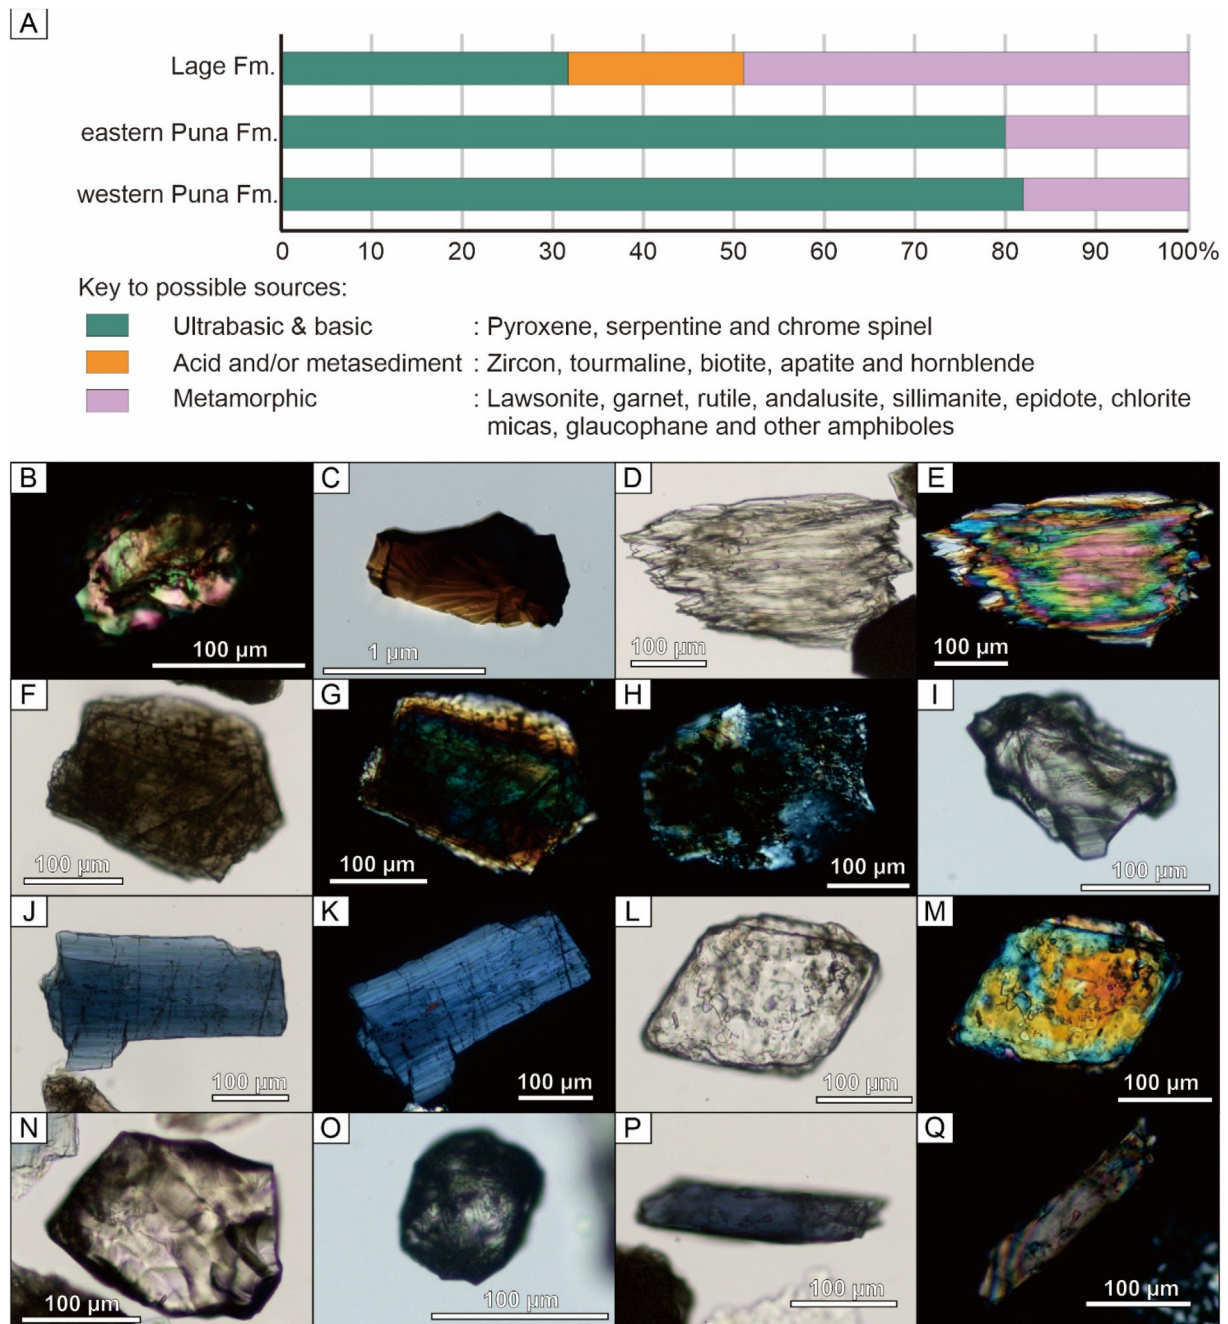 A
Lage Fm.
eastern Puna Fm.
western Puna Fm.
0 10 20 30 40 50 60 70 80 90 100%
Key to possible sources:
Ultrabasic & basic : Pyroxene, serpentine and chrome spinel
Acid and/or metasediment : Zircon, tourmaline, biotite, apatite and hornblende
Metamorphic : Lawsonite, garnet, rutile, andalusite, sillimanite, epidote, chlorite
micas, glaucophane and other amphiboles
B C D E
100 µm 1 µm 100 µm 100 µm
F G H I
100 µm 100 µm 100 µm 100 µm
J K L M
100 µm 100 µm 100 µm 100 µm
N O P Q
100 µm 100 µm 100 µm 100 µm